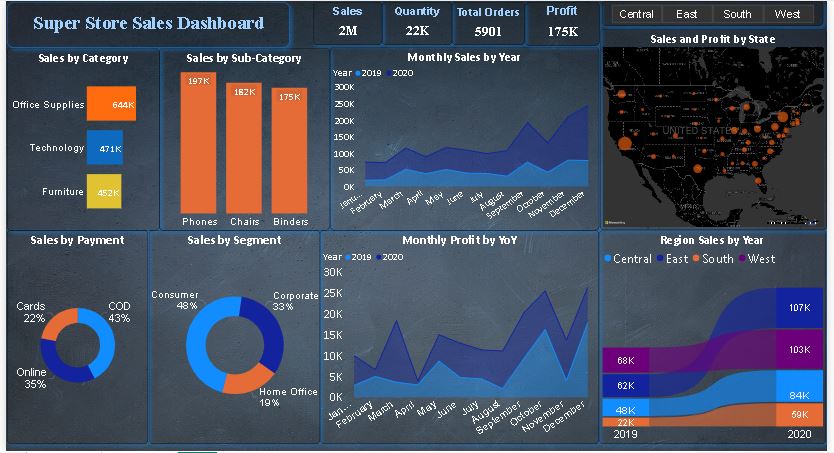 Super Store Sales Dashboard
Sales
2M
Quantity
22K
Total Orders
5901
Profit
175K
Central East South West
Sales by Category
Office Supplies 644K
Technology 471K
Furniture 452K
Sales by Sub-Category
197K
182K
175K
Phones Chairs Binders
Monthly Sales by Year
Year 2019 2020
300K
250K
200K
150K
100K
50K
0K
Janu... February March April May June July August September October November December
Sales and Profit by State
UNITED STATES
Sales by Payment
Cards
22%
COD
43%
Online
35%
Sales by Segment
Consumer
48%
Corporate
33%
Home Office
19%
Monthly Profit by YoY
Year 2019 2020
30K
25K
20K
15K
10K
5K
0K
Jan... February March April May June July August September October November December
Region Sales by Year
Central East South West
68K
62K
48K
22K
107K
103K
84K
59K
2019 2020